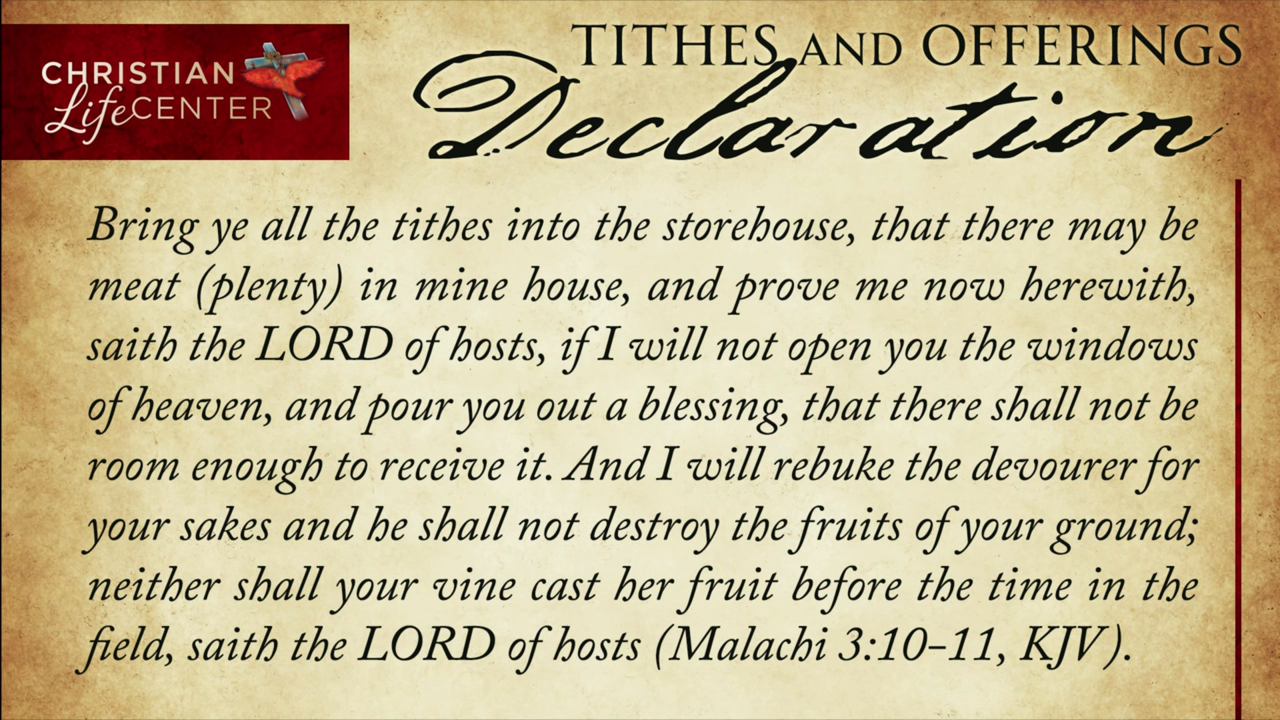 CHRISTIAN
Life CENTER
TITHES AND OFFERINGS
Declaration
Bring ye all the tithes into the storehouse, that there may be
meat (plenty) in mine house, and prove me now herewith,
saith the LORD of hosts, if I will not open you the windows
of heaven, and pour you out a blessing, that there shall not be
room enough to receive it. And I will rebuke the devourer for
your sakes and he shall not destroy the fruits of your ground;
neither shall your vine cast her fruit before the time in the
field, saith the LORD of hosts (Malachi 3:10–11, KJV).